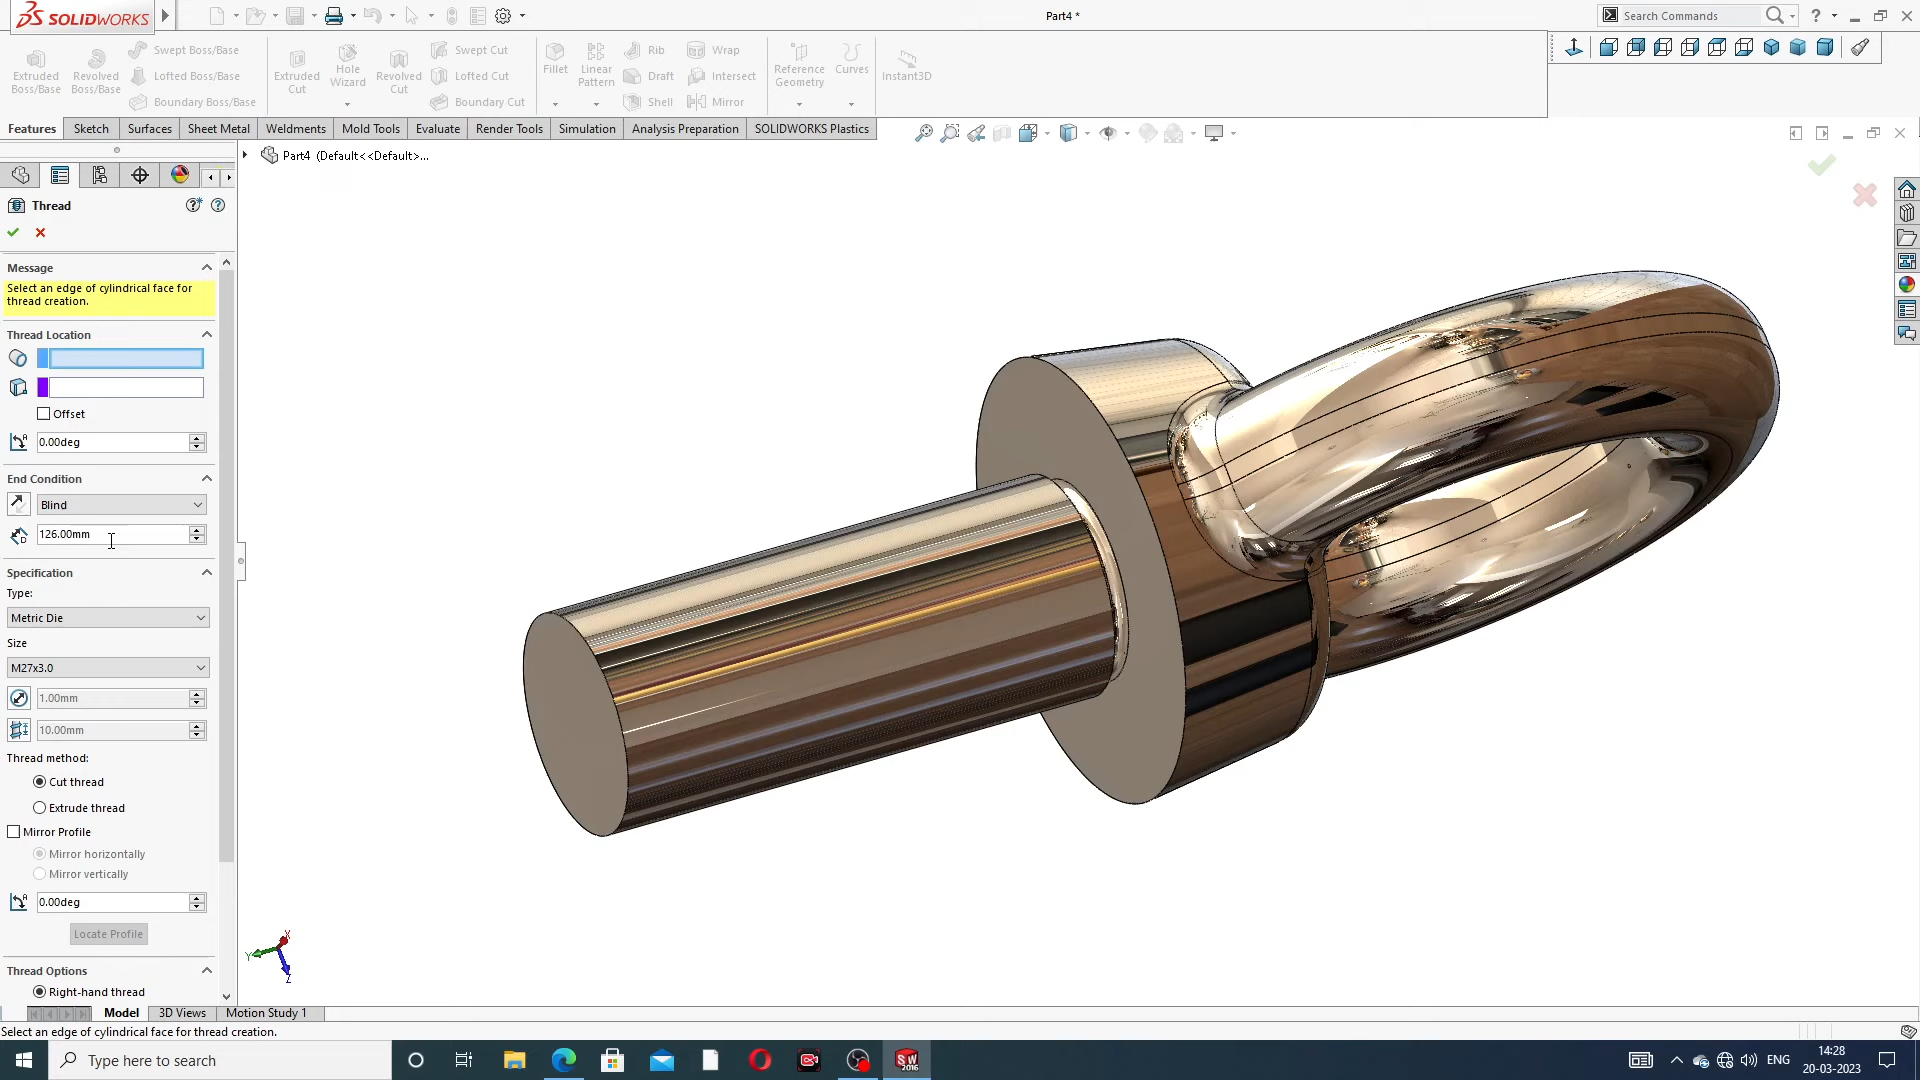 SOLIDWORKS
Part4 *
Search Commands
Extruded Boss/Base
Revolved Boss/Base
Swept Boss/Base
Lofted Boss/Base
Boundary Boss/Base
Extruded Cut
Hole Wizard
Revolved Cut
Swept Cut
Lofted Cut
Boundary Cut
Fillet
Linear Pattern
Rib
Draft
Shell
Wrap
Intersect
Mirror
Reference Geometry
Curves
Instant3D
Features
Sketch
Surfaces
Sheet Metal
Weldments
Mold Tools
Evaluate
Render Tools
Simulation
Analysis Preparation
SOLIDWORKS Plastics
Part4 (Default<<Default>...
Thread
Message
Select an edge of cylindrical face for
thread creation.
Thread Location
Offset
0.00deg
End Condition
Blind
126.00mm
Specification
Type:
Metric Die
Size
M27x3.0
1.00mm
10.00mm
Thread method:
Cut thread
Extrude thread
Mirror Profile
Mirror horizontally
Mirror vertically
0.00deg
Locate Profile
Thread Options
Right-hand thread
X
Y
Z
Model
3D Views
Motion Study 1
Select an edge of cylindrical face for thread creation.
Type here to search
SW
2016
ENG
14:28
20-03-2023